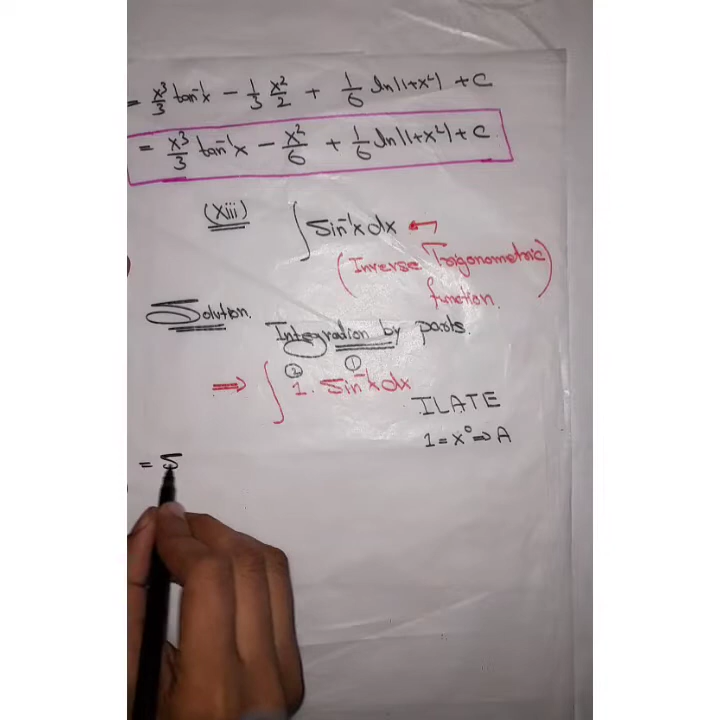 = x³/3 tan⁻¹x − 1/3 x²/2 + 1/6 ln|1+x²| + C
= x³/3 tan⁻¹x − x²/6 + 1/6 ln|1+x²| + C
(xiii) ∫ Sin⁻¹x dx ←
(Inverse Trigonometric
function)
Solution.
Integration by parts.
② ①
⇒ ∫ 1. Sin⁻¹x dx
ILATE
1 = x⁰ ⇒ A
= S